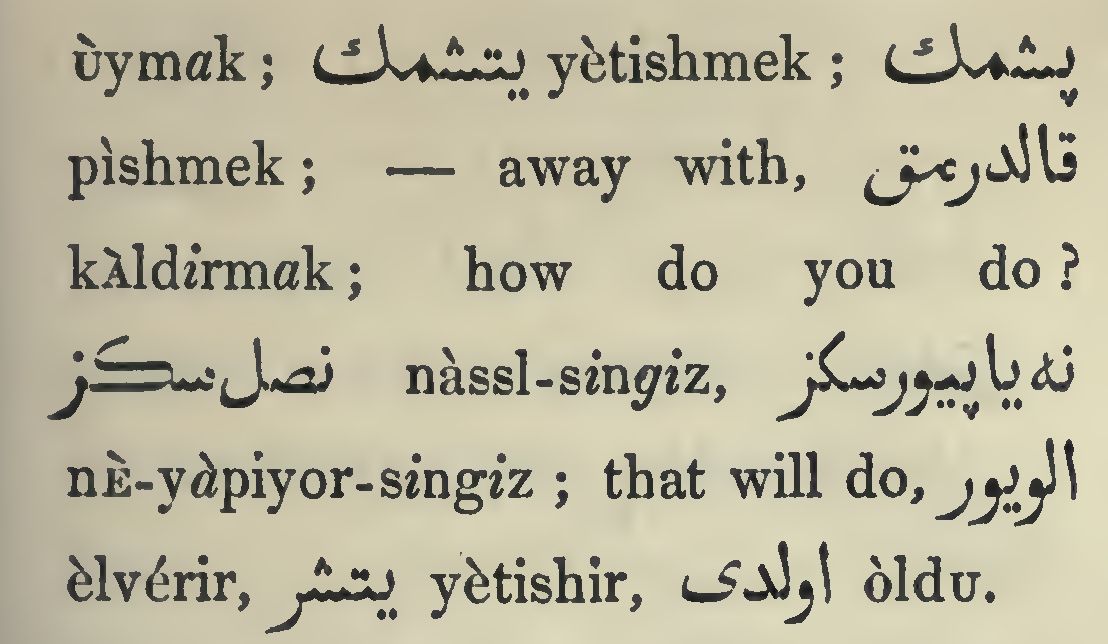 ùymak ; يتشمك yètishmek ; پشمك
pìshmek ; — away with, قالدرمق
kÀldirmak ; how do you do ?
نصل سكز nàssl-singiz, نه ياپيورسكز
nÈ-yàpiyor-singiz ; that will do, الويور
èlvérir, يتشر yètishir, اولدى òldu.